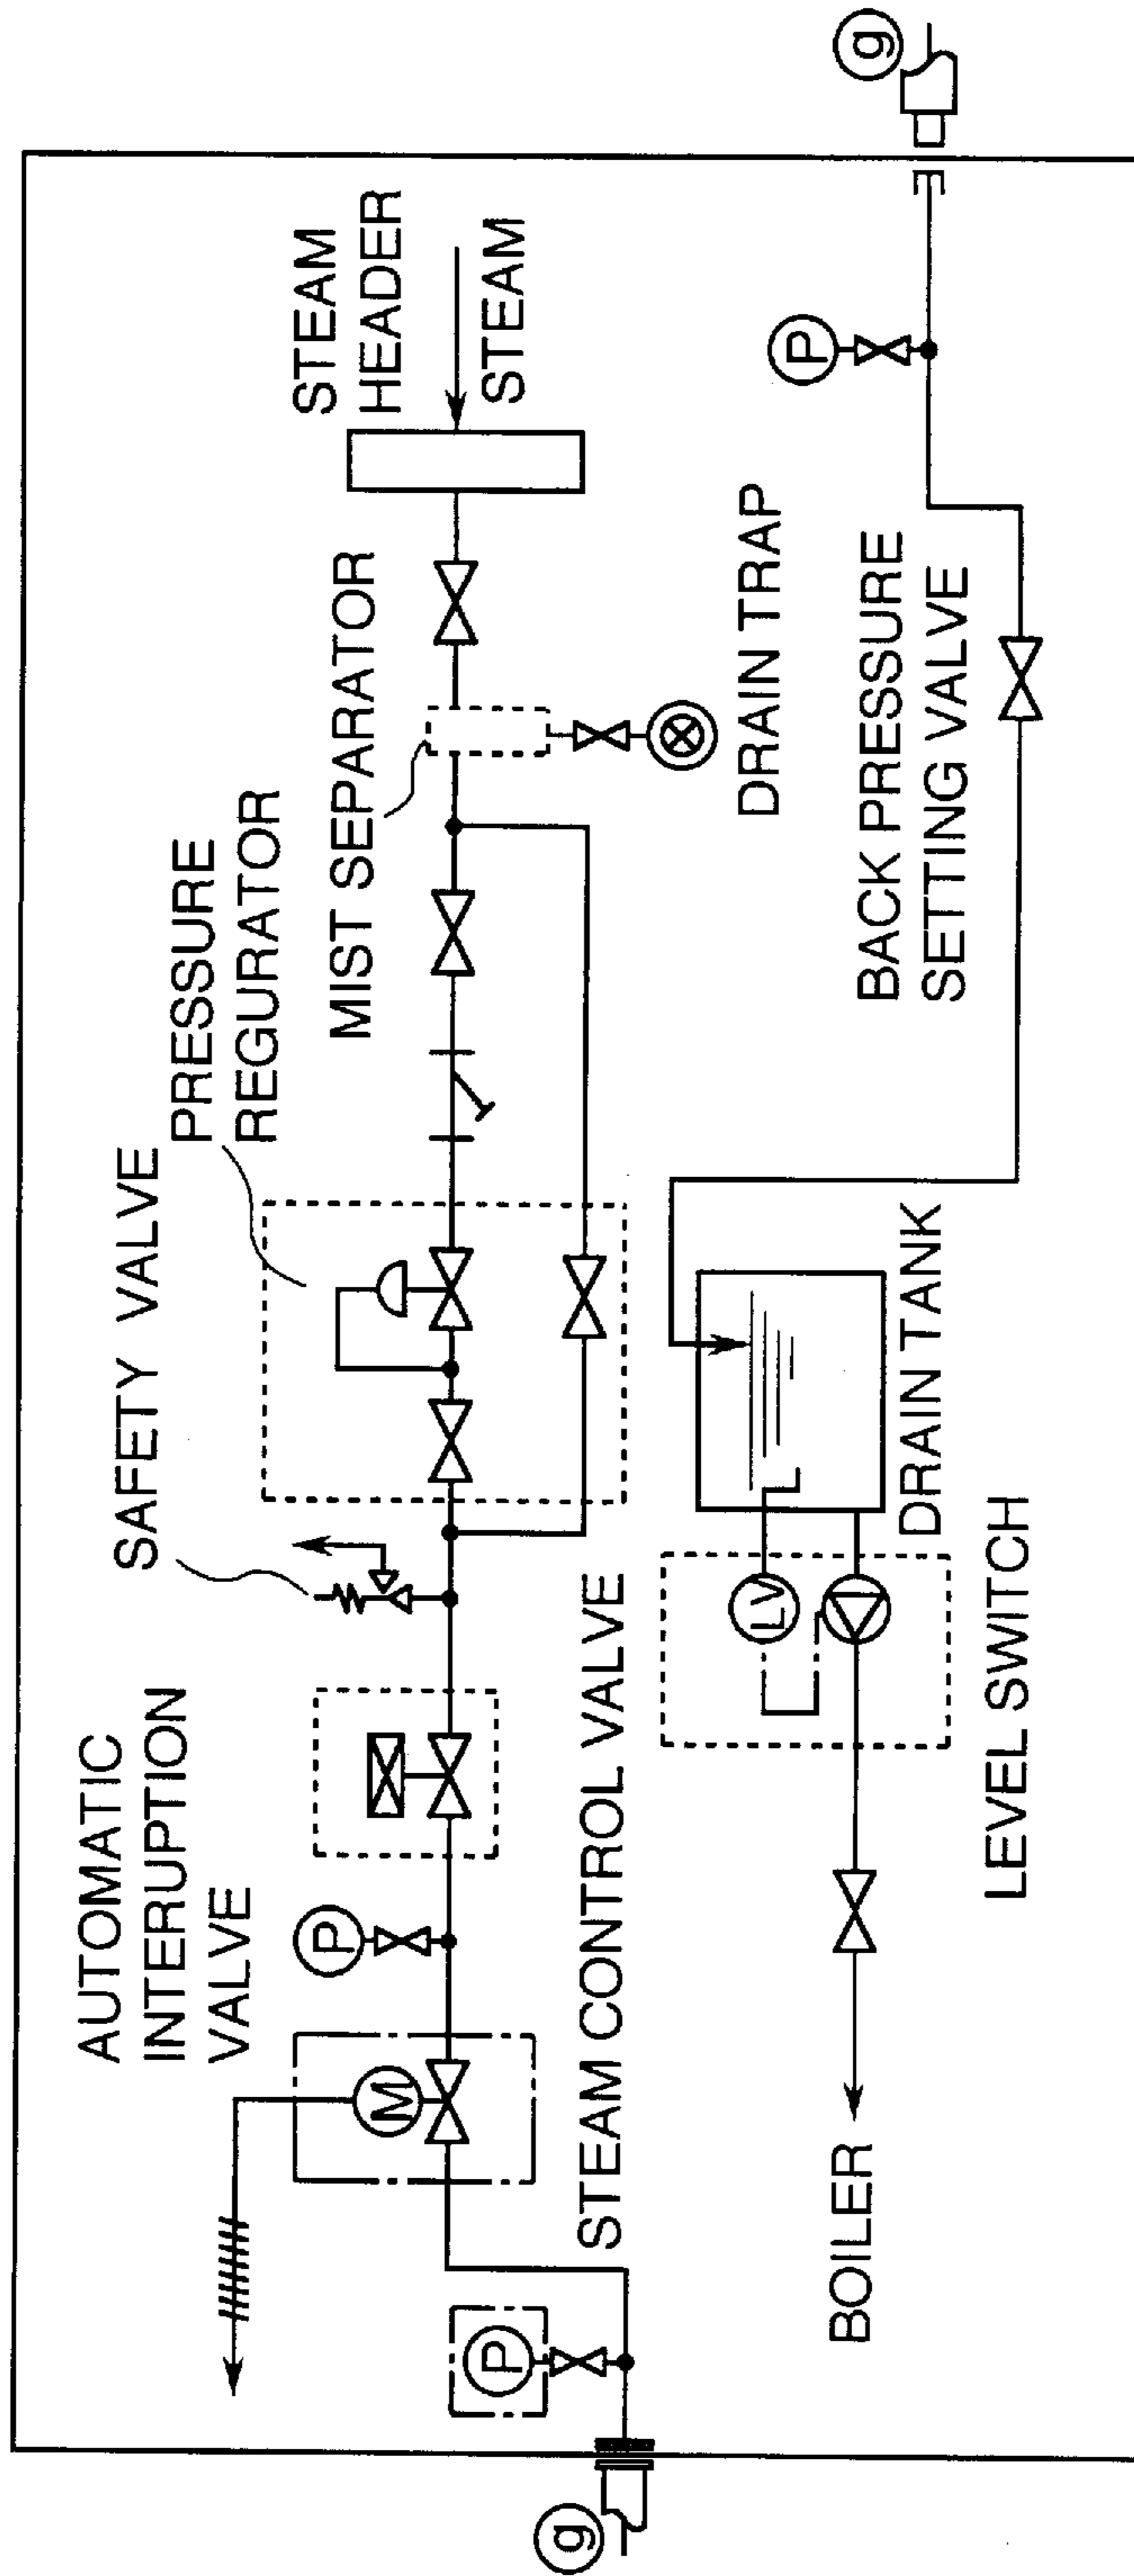 AUTOMATIC
INTERUPTION
VALVE
SAFETY VALVE
PRESSURE
REGURATOR
MIST SEPARATOR
STEAM
HEADER
STEAM
M
P
P
g
STEAM CONTROL VALVE
DRAIN TRAP
g
P
BACK PRESSURE
SETTING VALVE
LV
DRAIN TANK
LEVEL SWITCH
BOILER